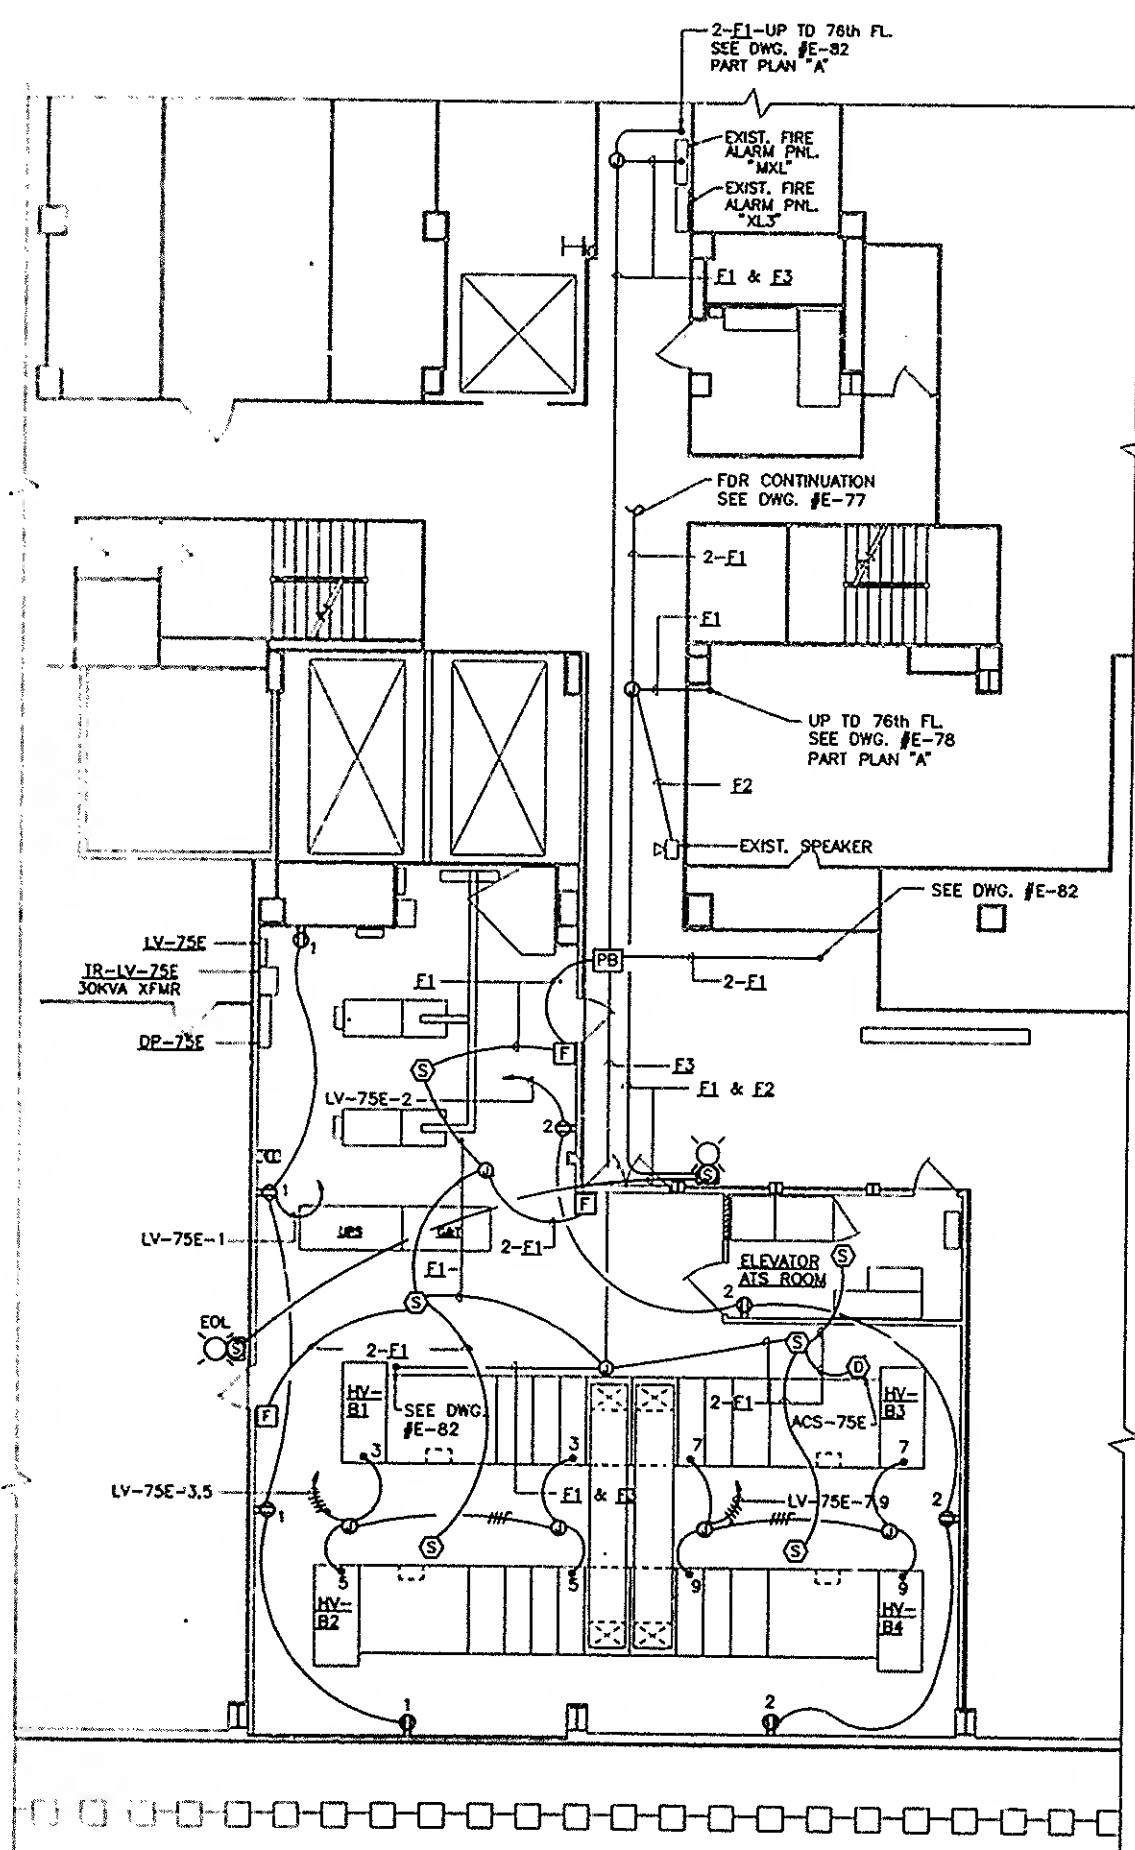 2-F1-UP TO 76th FL.
SEE DWG. #E-82
PART PLAN "A"
EXIST. FIRE
ALARM PNL.
"MXL"
EXIST. FIRE
ALARM PNL.
"XL3"
J
F1 & F3
FOR CONTINUATION
SEE DWG. #E-77
2-F1
F1
J
UP TO 76th FL.
SEE DWG. #E-78
PART PLAN "A"
F2
EXIST. SPEAKER
SEE DWG. #E-82
LV-75E
1
TR-LV-75E
30KVA XFMR
F1
PB
2-F1
DP-75E
F
S
F3
LV-75E-2
F1 & F2
2
J
S
1
F
LV-75E-1
UPS
2-F1
F1
ELEVATOR
ATS ROOM
S
2
S
EOL
S
2-F1
S
J
D
HV-
B1
SEE DWG.
#E-82
2-F1
ACS-75E
HV-
B3
F
3
3
7
7
LV-75E-3,5
F1 & F3
LV-75E-7,9
1
2
J
J
J
J
S
S
5
5
9
9
HV-
B2
HV-
B4
1
2